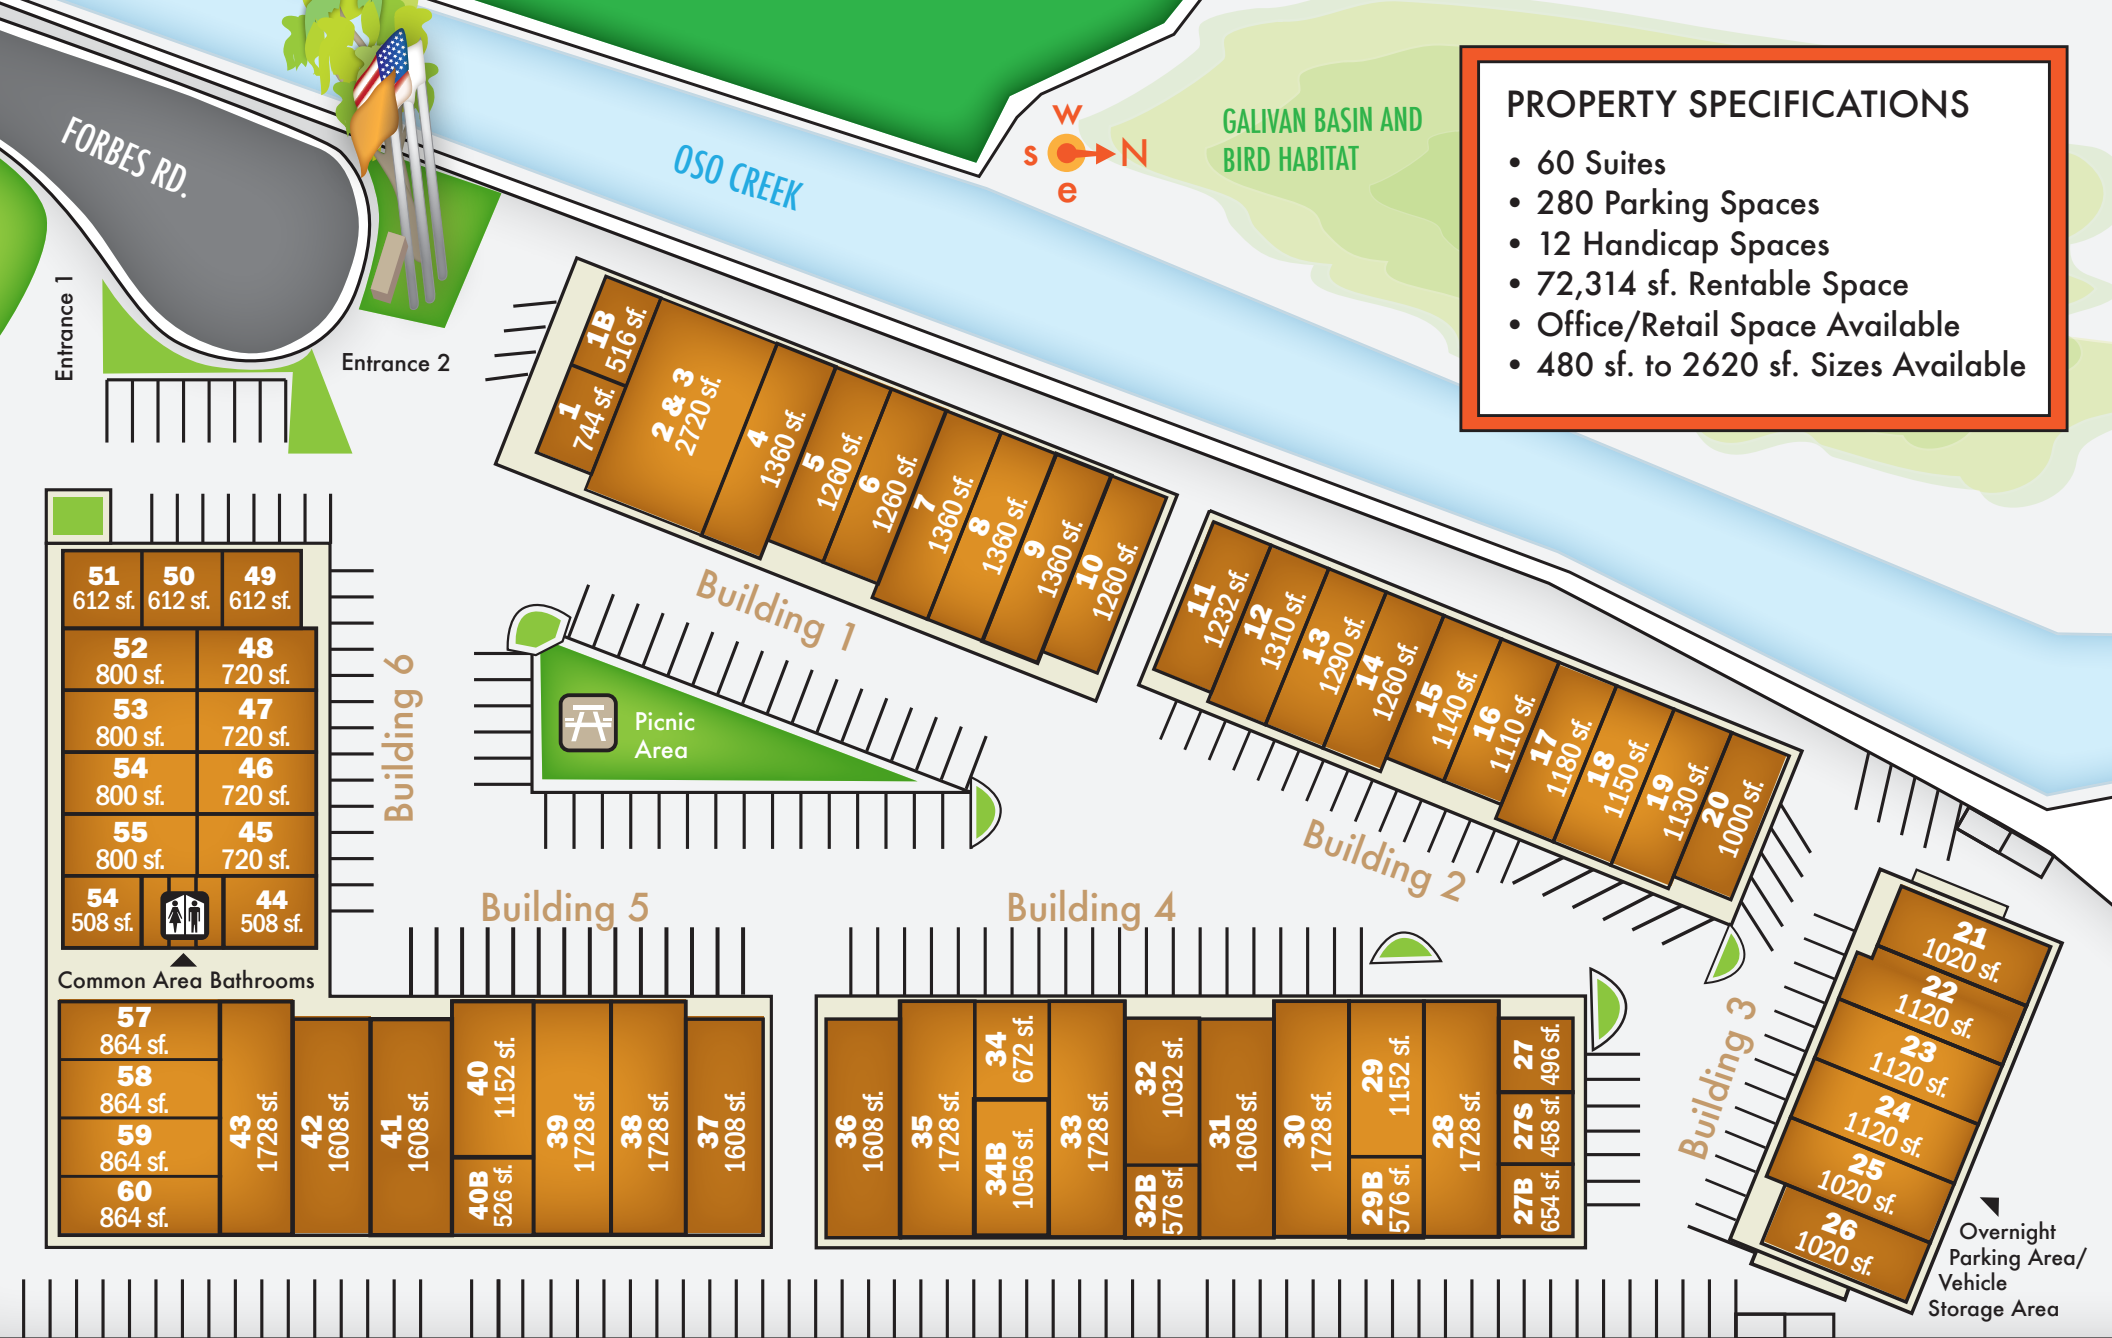 FORBES RD.
OSO CREEK
W
S
N
e
GALIVAN BASIN AND
BIRD HABITAT
PROPERTY SPECIFICATIONS
• 60 Suites
• 280 Parking Spaces
• 12 Handicap Spaces
• 72,314 sf. Rentable Space
• Office/Retail Space Available
• 480 sf. to 2620 sf. Sizes Available
Entrance 1
Entrance 2
1B
516 sf.
1
744 sf.
2 & 3
2720 sf.
4
1360 sf.
5
1260 sf.
6
1260 sf.
7
1360 sf.
8
1360 sf.
9
1360 sf.
10
1260 sf.
Building 1
11
1232 sf.
12
1310 sf.
13
1290 sf.
14
1260 sf.
15
1140 sf.
16
1110 sf.
17
1180 sf.
18
1150 sf.
19
1130 sf.
20
1000 sf.
Building 2
51
612 sf.
50
612 sf.
49
612 sf.
52
800 sf.
48
720 sf.
53
800 sf.
47
720 sf.
54
800 sf.
46
720 sf.
55
800 sf.
45
720 sf.
54
508 sf.
44
508 sf.
Building 6
Picnic
Area
Common Area Bathrooms
Building 5
57
864 sf.
58
864 sf.
59
864 sf.
60
864 sf.
43
1728 sf.
42
1608 sf.
41
1608 sf.
40
1152 sf.
40B
526 sf.
39
1728 sf.
38
1728 sf.
37
1608 sf.
Building 4
36
1608 sf.
35
1728 sf.
34
672 sf.
34B
1056 sf.
33
1728 sf.
32
1032 sf.
32B
576 sf.
31
1608 sf.
30
1728 sf.
29
1152 sf.
29B
576 sf.
28
1728 sf.
27
496 sf.
27S
458 sf.
27B
654 sf.
Building 3
21
1020 sf.
22
1120 sf.
23
1120 sf.
24
1120 sf.
25
1020 sf.
26
1020 sf.
Overnight
Parking Area/
Vehicle
Storage Area